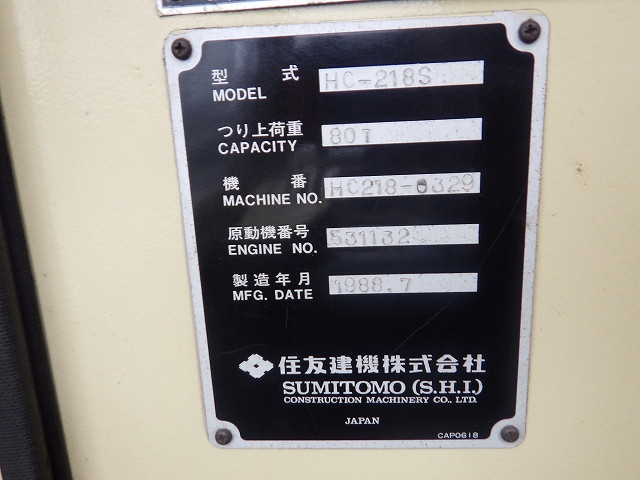 型 式
MODEL HC-218S
つり上荷重
CAPACITY 80T
機 番
MACHINE NO. HC218-0329
原動機番号
ENGINE NO. 531132
製造年月
MFG. DATE 1988.7
住友建機株式会社
SUMITOMO (S.H.I.)
CONSTRUCTION MACHINERY CO., LTD.
JAPAN
CAP0618